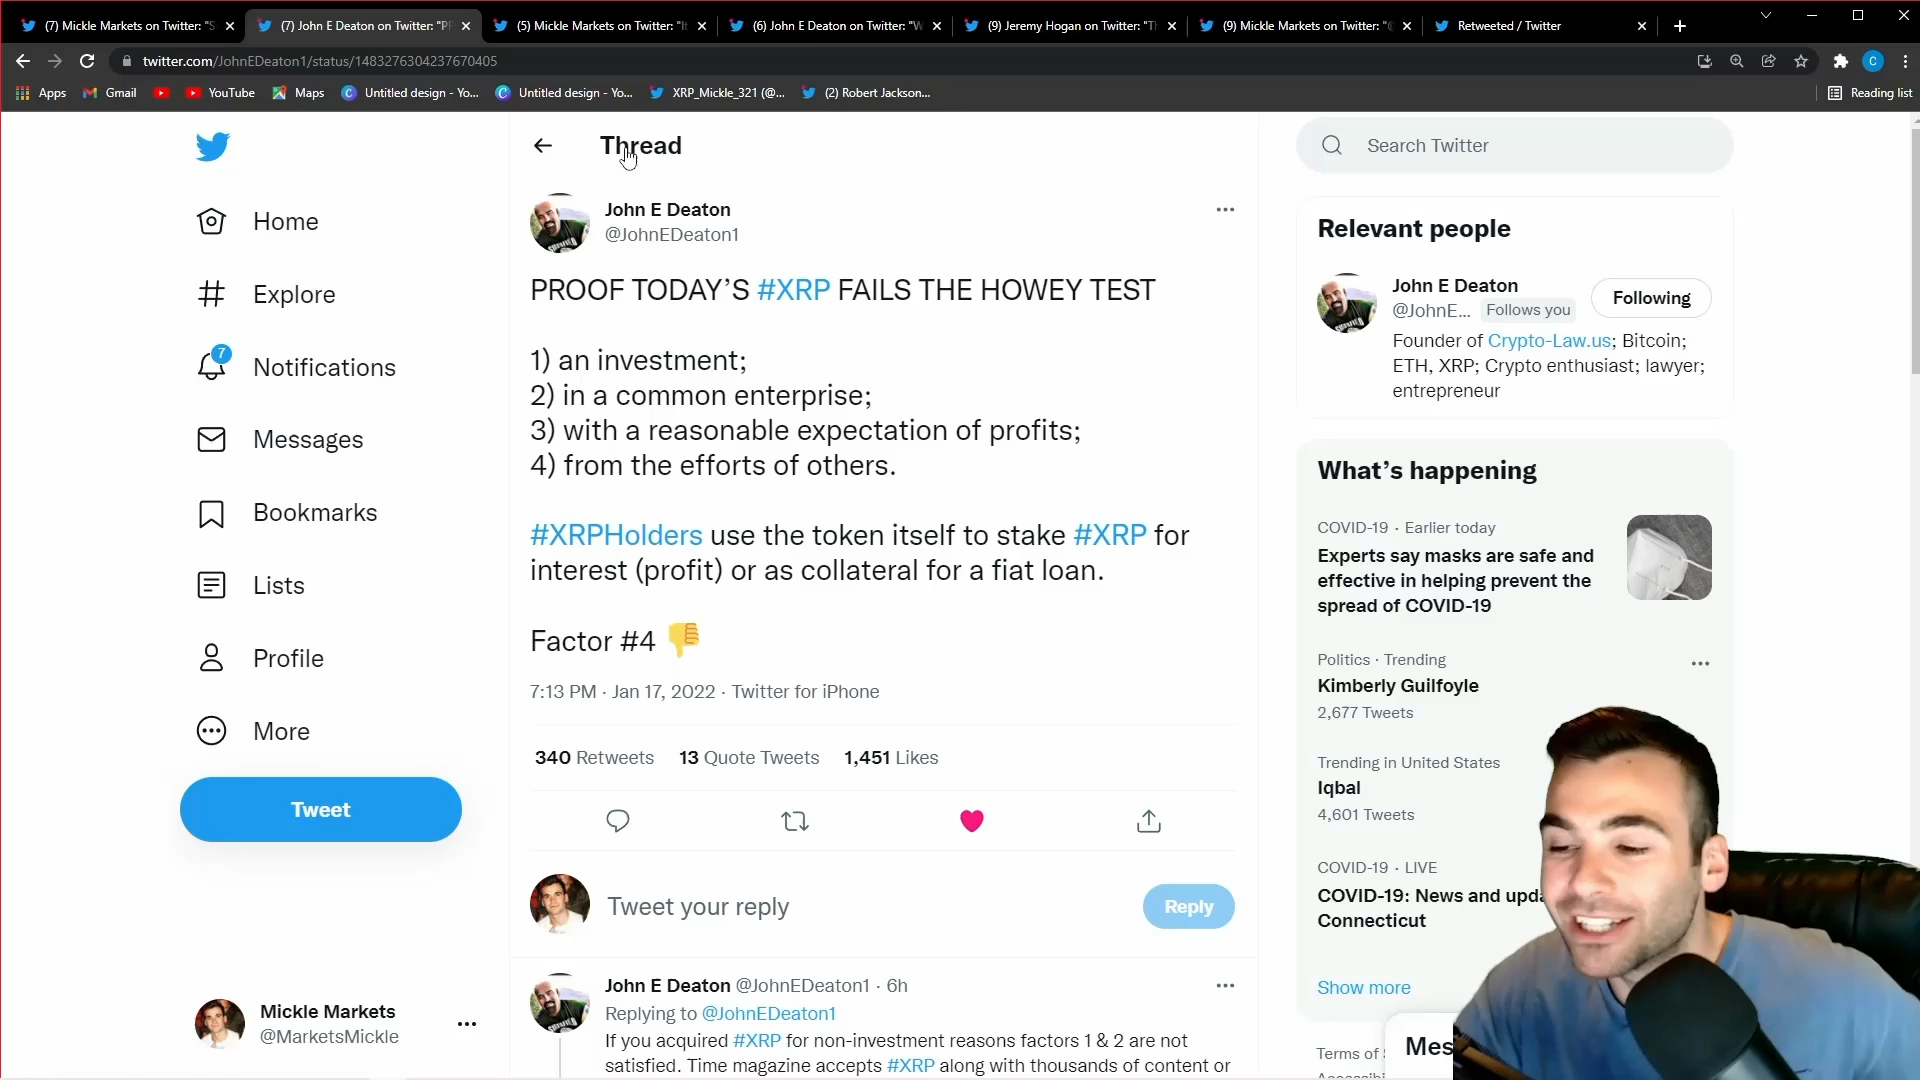 (7) Mickle Markets on Twitter: "S
(7) John E Deaton on Twitter: "PR
(5) Mickle Markets on Twitter: "It
(6) John E Deaton on Twitter: "W
(9) Jeremy Hogan on Twitter: "Th
(9) Mickle Markets on Twitter: "@
Retweeted / Twitter
twitter.com/JohnEDeaton1/status/1483276304237670405
C
Apps
Gmail
YouTube
Maps
Untitled design - Yo...
Untitled design - Yo...
XRP_Mickle_321 (@...
(2) Robert Jackson...
Reading list
Home
Explore
7
Notifications
Messages
Bookmarks
Lists
Profile
More
Tweet
Mickle Markets
@MarketsMickle
Thread
John E Deaton
@JohnEDeaton1
PROOF TODAY’S #XRP FAILS THE HOWEY TEST
1) an investment;
2) in a common enterprise;
3) with a reasonable expectation of profits;
4) from the efforts of others.
#XRPHolders use the token itself to stake #XRP for
interest (profit) or as collateral for a fiat loan.
Factor #4 👎
7:13 PM · Jan 17, 2022 · Twitter for iPhone
340 Retweets 13 Quote Tweets 1,451 Likes
Tweet your reply
Reply
John E Deaton @JohnEDeaton1 · 6h
Replying to @JohnEDeaton1
If you acquired #XRP for non-investment reasons factors 1 & 2 are not
satisfied. Time magazine accepts #XRP along with thousands of content or
Search Twitter
Relevant people
John E Deaton
@JohnE... Follows you
Following
Founder of Crypto-Law.us; Bitcoin;
ETH, XRP; Crypto enthusiast; lawyer;
entrepreneur
What’s happening
COVID-19 · Earlier today
Experts say masks are safe and
effective in helping prevent the
spread of COVID-19
Politics · Trending
Kimberly Guilfoyle
2,677 Tweets
Trending in United States
Iqbal
4,601 Tweets
COVID-19 · LIVE
COVID-19: News and upda
Connecticut
Show more
Terms of
Mes